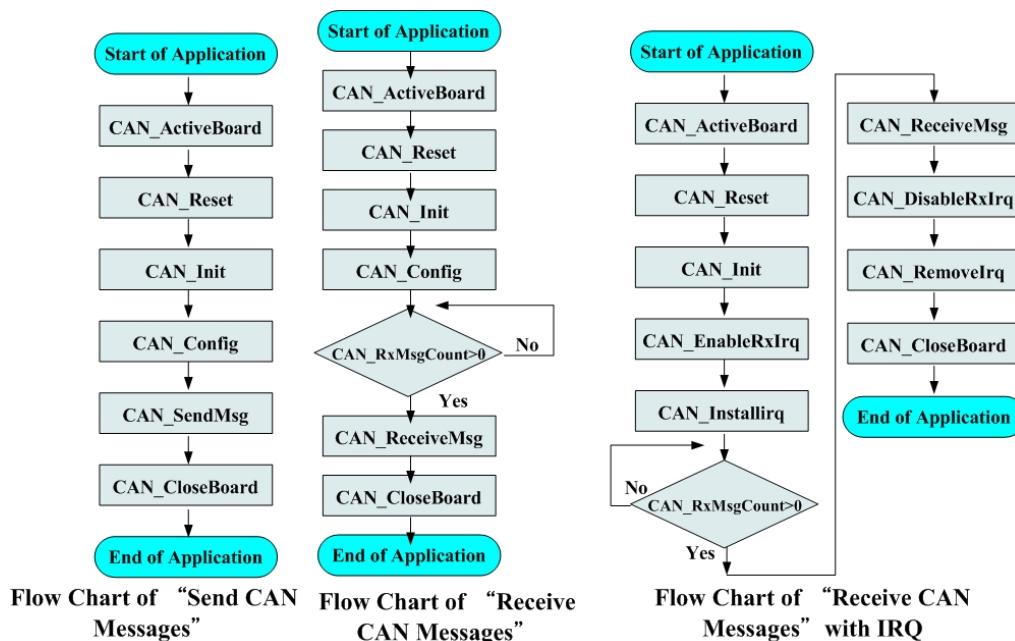 Start of Application
CAN_ActiveBoard
CAN_Reset
CAN_Init
CAN_Config
CAN_SendMsg
CAN_CloseBoard
End of Application
Flow Chart of “Send CAN
Messages”
Start of Application
CAN_ActiveBoard
CAN_Reset
CAN_Init
CAN_Config
CAN_RxMsgCount>0
No
Yes
CAN_ReceiveMsg
CAN_CloseBoard
End of Application
Flow Chart of “Receive
CAN Messages”
Start of Application
CAN_ActiveBoard
CAN_Reset
CAN_Init
CAN_EnableRxIrq
CAN_Installirq
No
CAN_RxMsgCount>0
Yes
CAN_ReceiveMsg
CAN_DisableRxIrq
CAN_RemoveIrq
CAN_CloseBoard
End of Application
Flow Chart of “Receive CAN
Messages” with IRQ